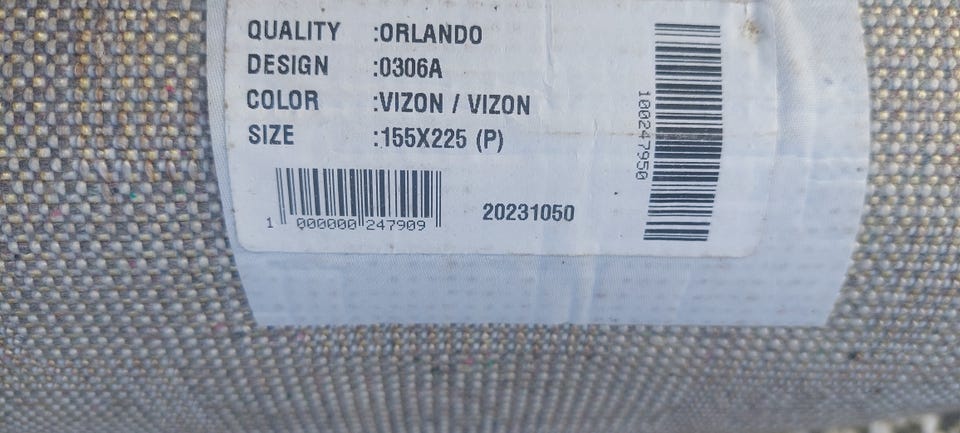 QUALITY :ORLANDO
DESIGN :0306A
COLOR :VIZON / VIZON
SIZE :155X225 (P)
1 000000 247909
20231050
100247950